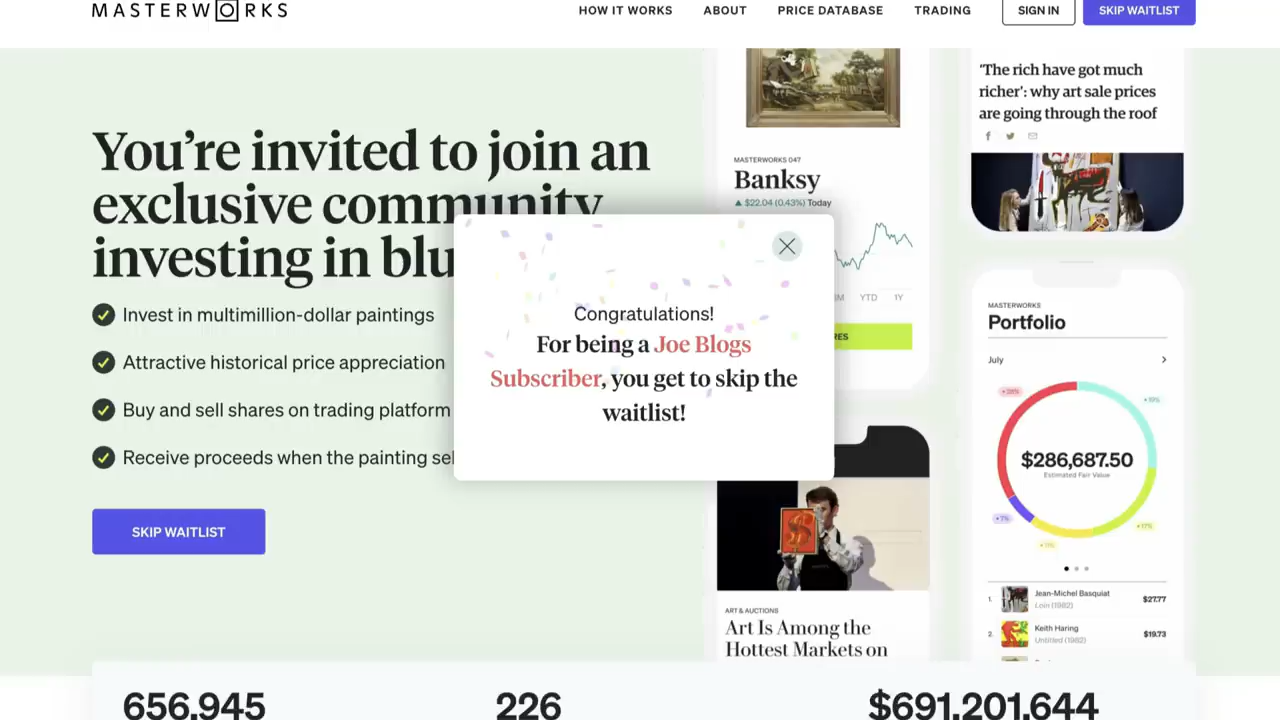 MASTERWORKS
HOW IT WORKS
ABOUT
PRICE DATABASE
TRADING
SIGN IN
SKIP WAITLIST
You’re invited to join an
exclusive community
investing in blu
Invest in multimillion-dollar paintings
Attractive historical price appreciation
Buy and sell shares on trading platform
Receive proceeds when the painting sel
SKIP WAITLIST
Congratulations!
For being a Joe Blogs
Subscriber, you get to skip the
waitlist!
MASTERWORKS 047
Banksy
▲ $22.04 (0.43%) Today
YTD
1Y
ART & AUCTIONS
Art Is Among the
Hottest Markets on
‘The rich have got much
richer’: why art sale prices
are going through the roof
MASTERWORKS
Portfolio
July
$286,687.50
Estimated Fair Value
1.
Jean-Michel Basquiat
Loin (1982)
$27.77
2.
Keith Haring
Untitled (1982)
$19.73
656,945
226
$691,201,644